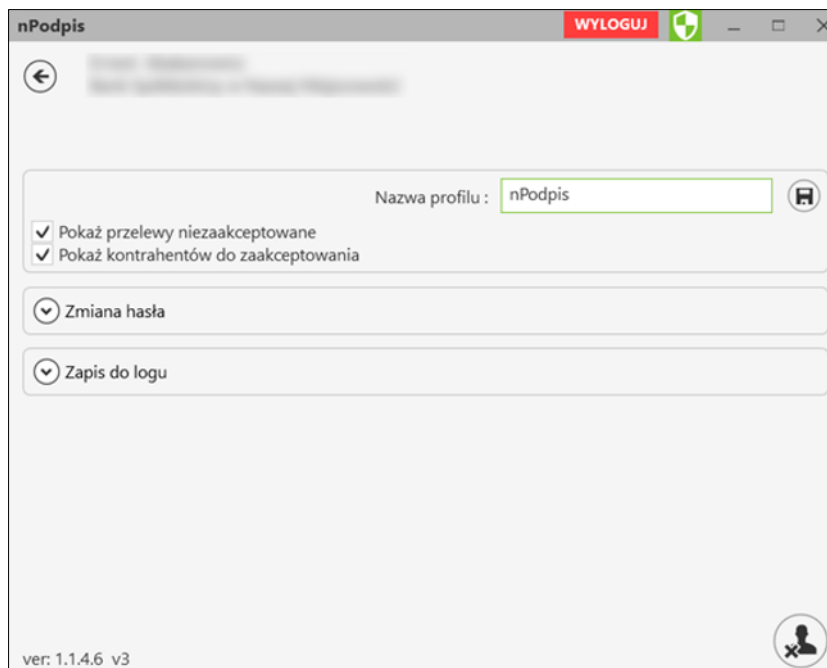 nPodpis WYLOGUJ
Nazwa profilu : nPodpis
Pokaż przelewy niezaakceptowane
Pokaż kontrahentów do zaakceptowania
Zmiana hasła
Zapis do logu
ver: 1.1.4.6 v3